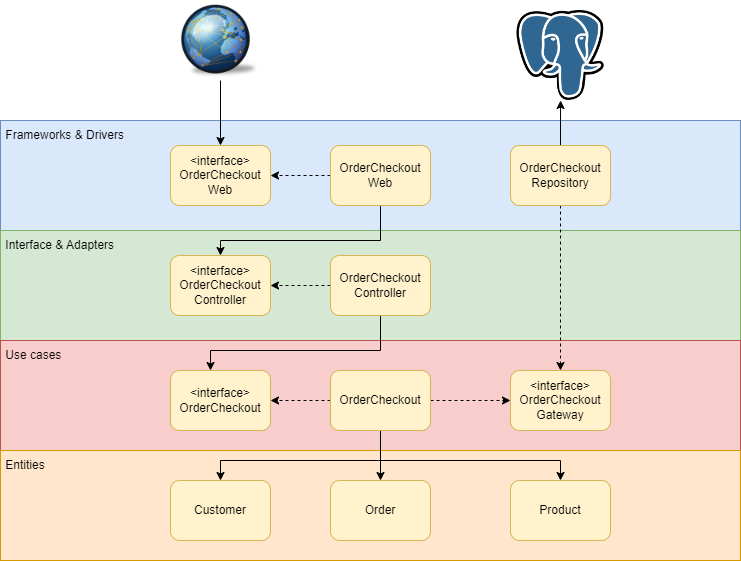 Frameworks & Drivers
<interface>
OrderCheckout
Web
OrderCheckout
Web
OrderCheckout
Repository
Interface & Adapters
<interface>
OrderCheckout
Controller
OrderCheckout
Controller
Use cases
<interface>
OrderCheckout
OrderCheckout
<interface>
OrderCheckout
Gateway
Entities
Customer
Order
Product